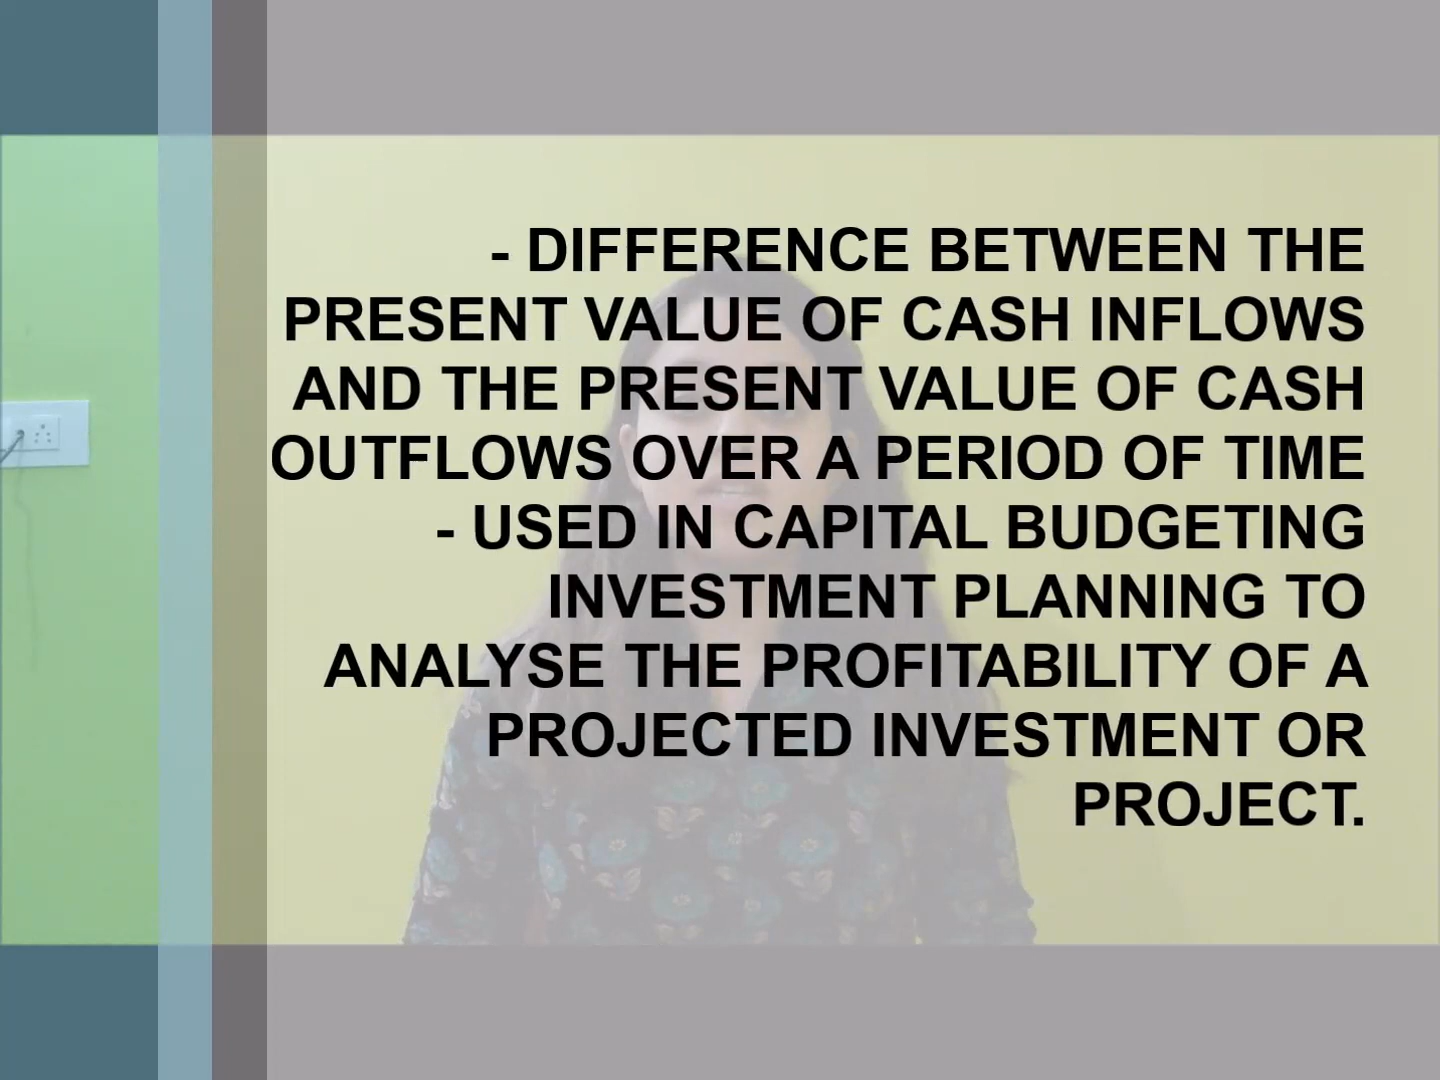 - DIFFERENCE BETWEEN THE
PRESENT VALUE OF CASH INFLOWS
AND THE PRESENT VALUE OF CASH
OUTFLOWS OVER A PERIOD OF TIME
- USED IN CAPITAL BUDGETING
INVESTMENT PLANNING TO
ANALYSE THE PROFITABILITY OF A
PROJECTED INVESTMENT OR
PROJECT.